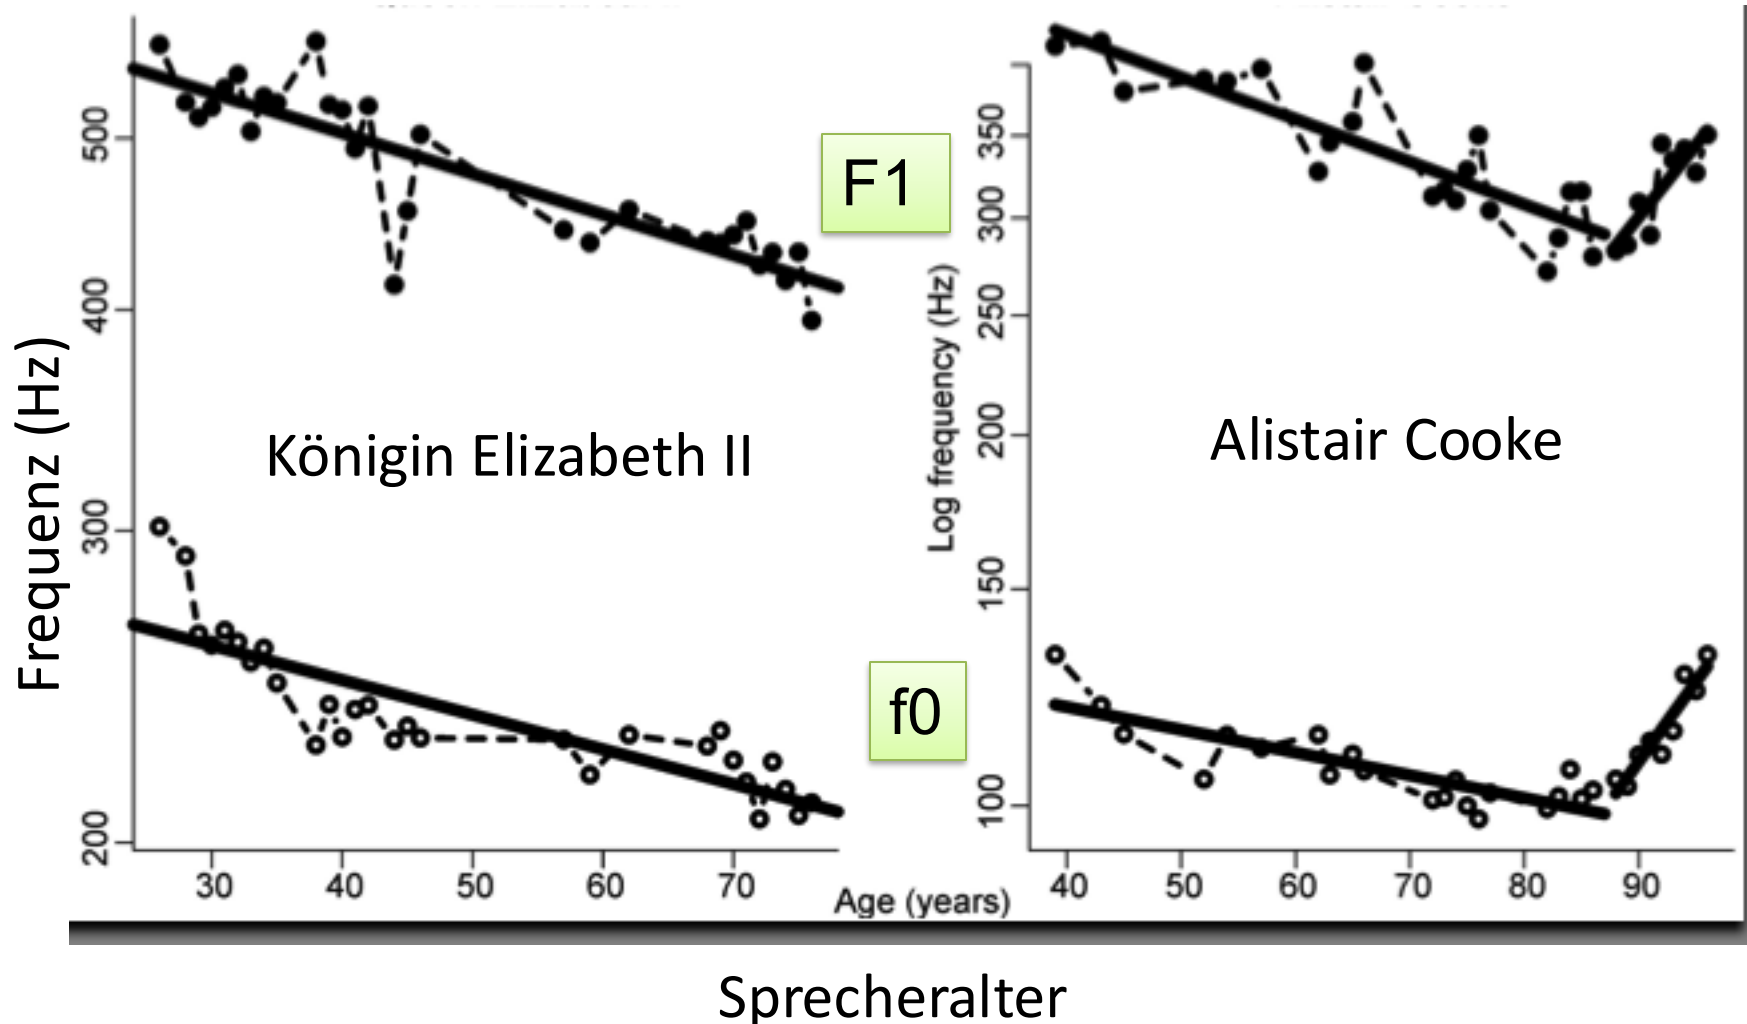 Frequenz (Hz)
500
400
300
200
30 40 50 60 70
Königin Elizabeth II
F1
f0
Age (years)
Log frequency (Hz)
350
300
250
200
150
100
40 50 60 70 80 90
Alistair Cooke
Sprecheralter